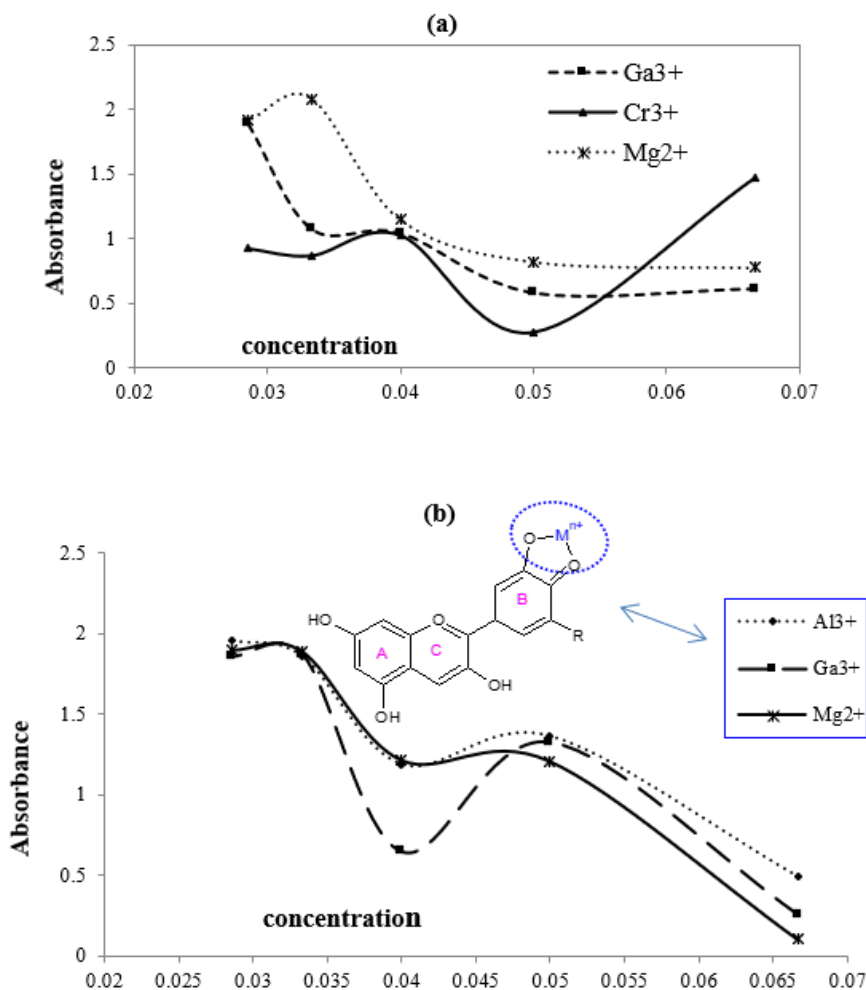 (a)
2.5
2
1.5
1
0.5
0
Absorbance
Ga3+
Cr3+
Mg2+
concentration
0.02 0.03 0.04 0.05 0.06 0.07
(b)
2.5
2
1.5
1
0.5
0
Absorbance
O M n+
O
B
HO O
R
A C
OH
OH
Al3+
Ga3+
Mg2+
concentration
0.02 0.025 0.03 0.035 0.04 0.045 0.05 0.055 0.06 0.065 0.07